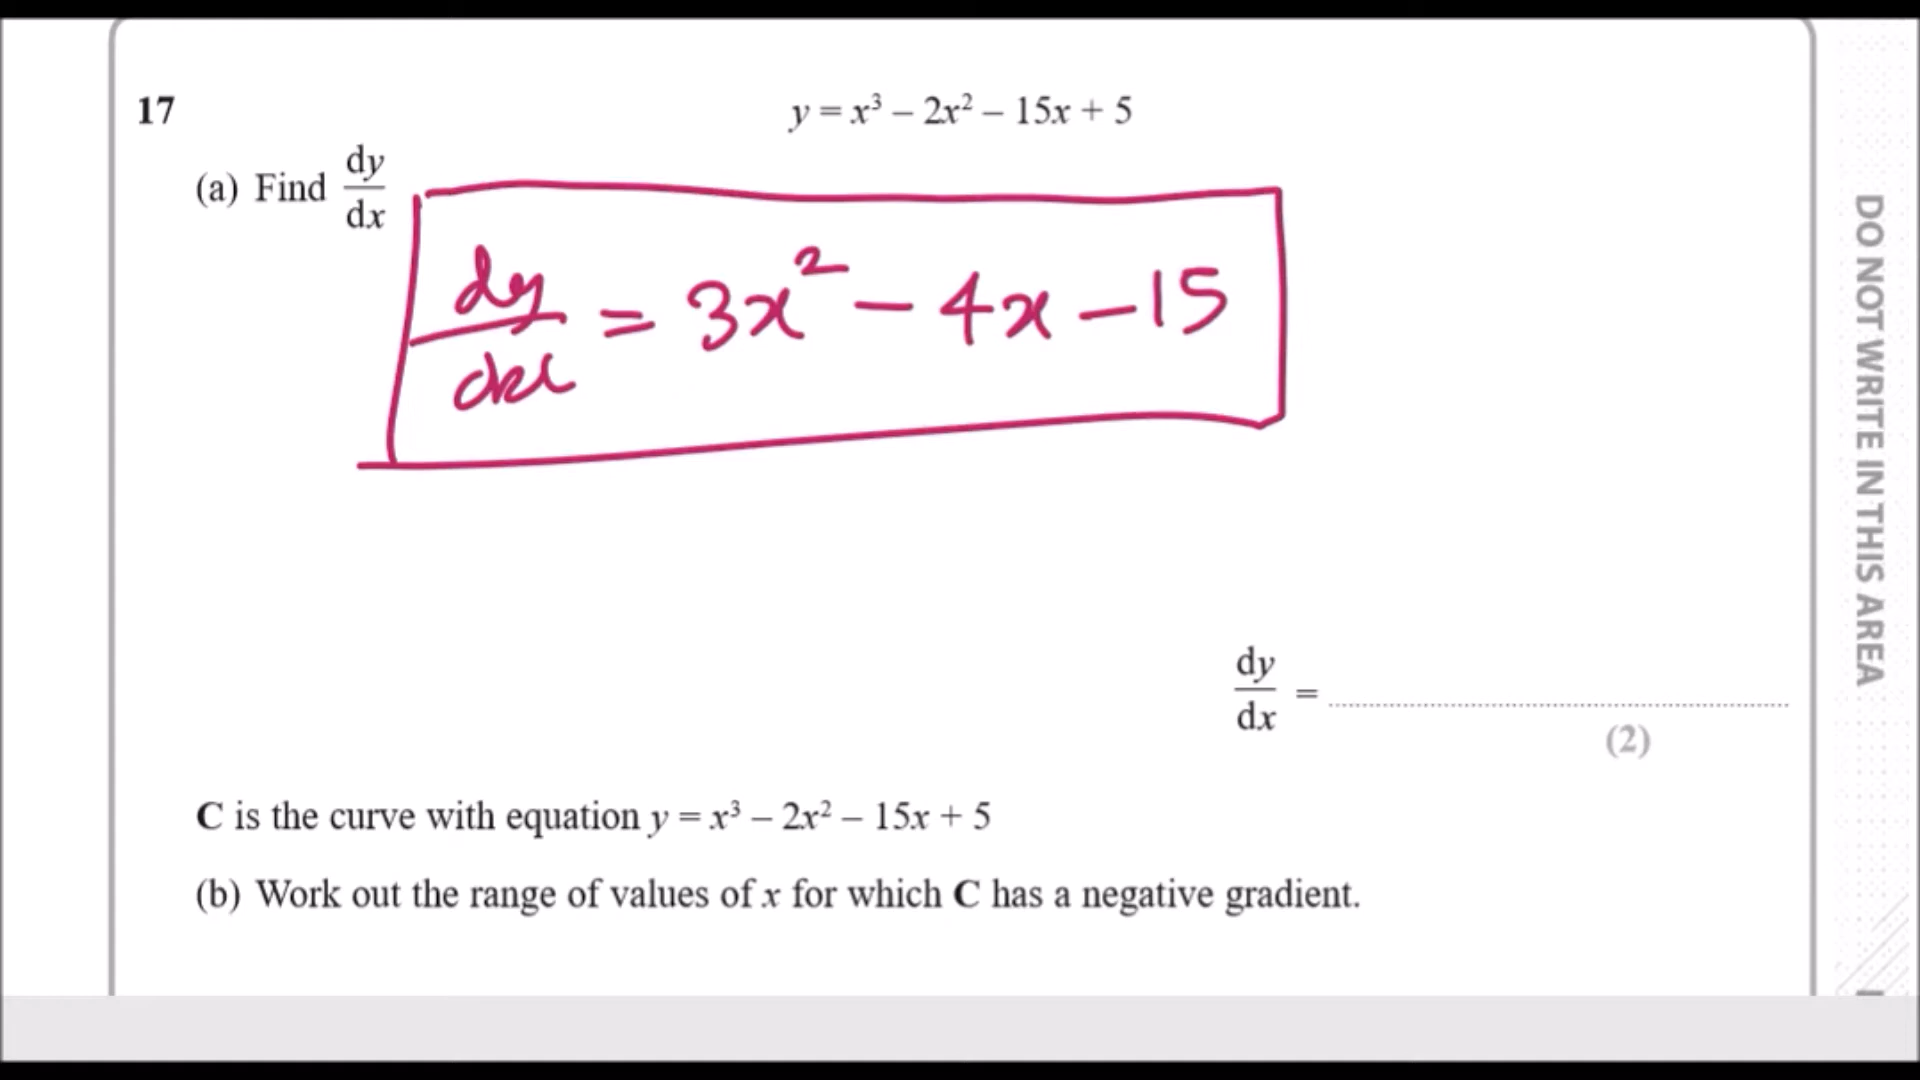 17
y = x³ – 2x² – 15x + 5
(a) Find dy/dx
dy/dx = 3x² – 4x – 15
dy/dx = ....................
(2)
C is the curve with equation y = x³ – 2x² – 15x + 5
(b) Work out the range of values of x for which C has a negative gradient.
DO NOT WRITE IN THIS AREA